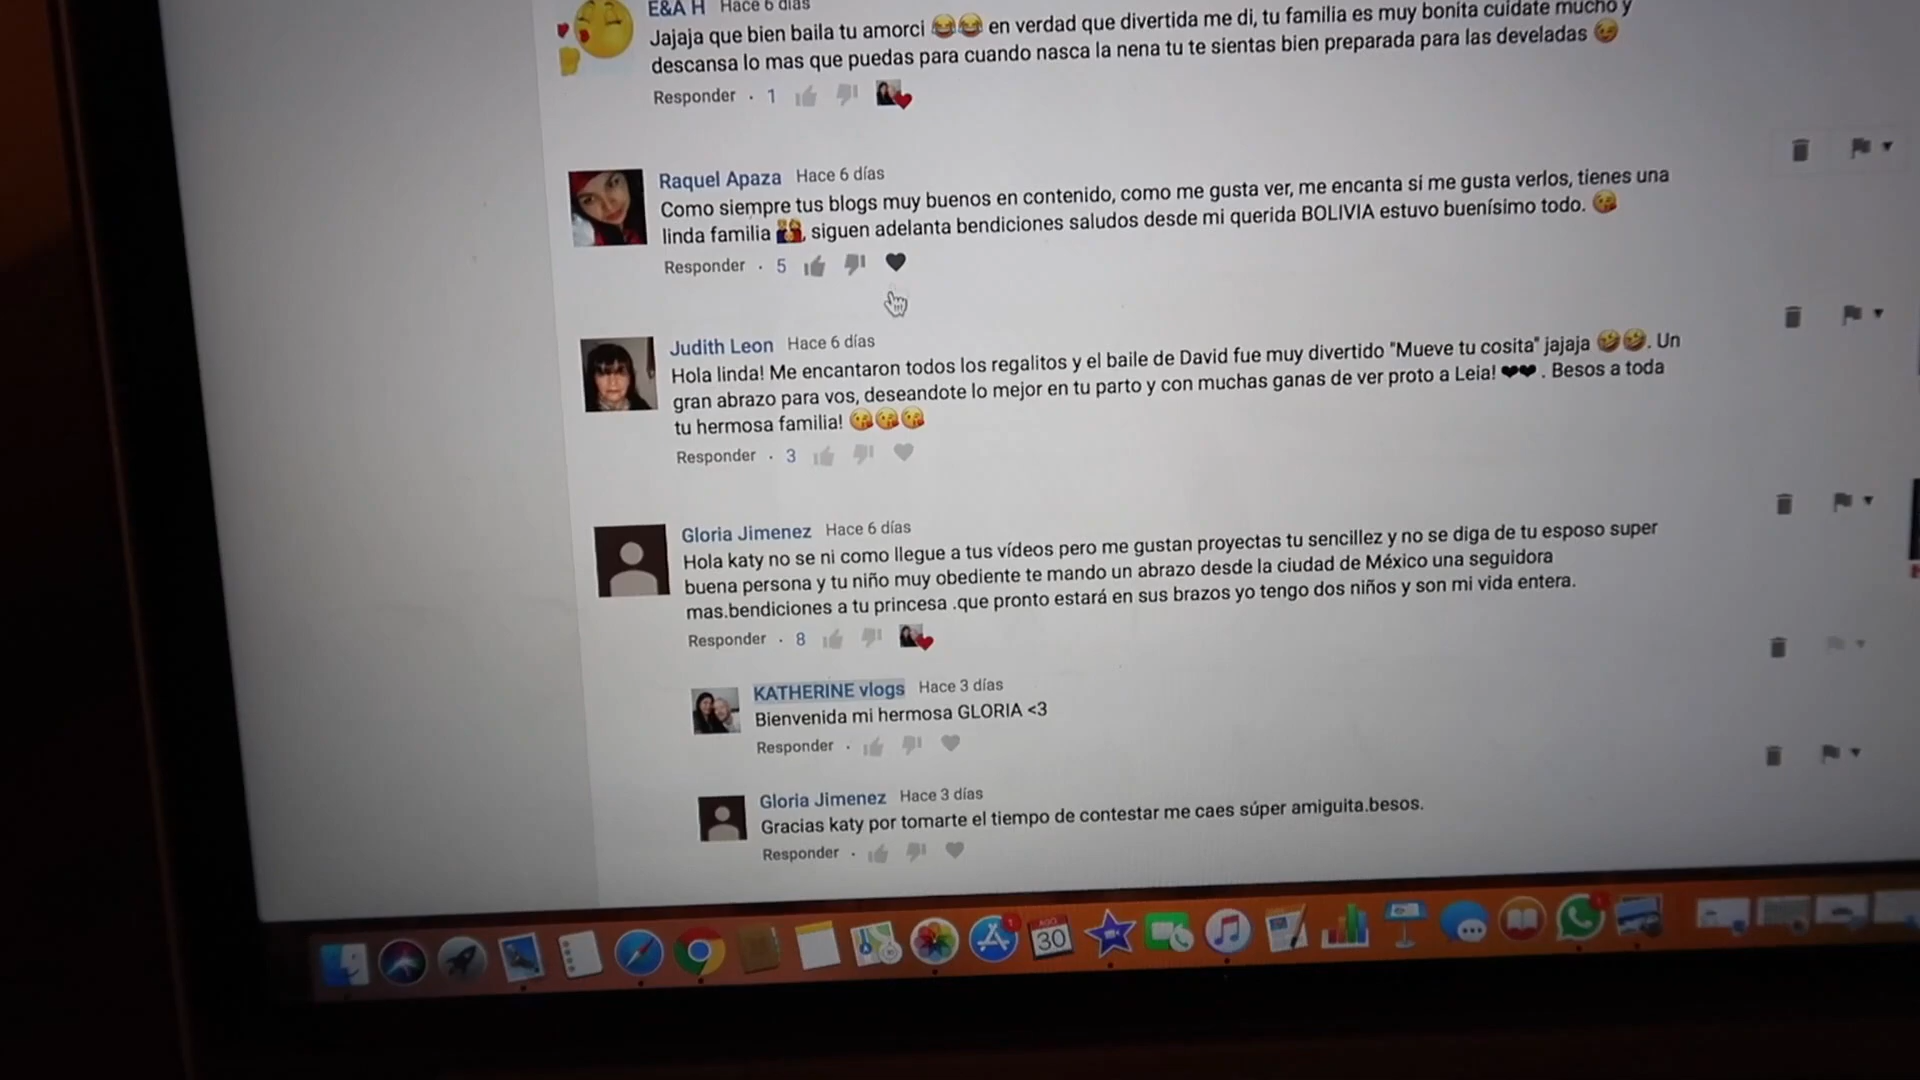 E&A H Hace 6 días
Jajaja que bien baila tu amorci 😂😂 en verdad que divertida me di, tu familia es muy bonita cuidate mucho y
descansa lo mas que puedas para cuando nasca la nena tu te sientas bien preparada para las develadas 😉
Responder · 1
Raquel Apaza Hace 6 días
Como siempre tus blogs muy buenos en contenido, como me gusta ver, me encanta si me gusta verlos, tienes una
linda familia 👪, siguen adelanta bendiciones saludos desde mi querida BOLIVIA estuvo buenísimo todo. 😘
Responder · 5
Judith Leon Hace 6 días
Hola linda! Me encantaron todos los regalitos y el baile de David fue muy divertido "Mueve tu cosita" jajaja 🤣🤣. Un
gran abrazo para vos, deseandote lo mejor en tu parto y con muchas ganas de ver proto a Leia! ❤❤ . Besos a toda
tu hermosa familia! 😘😘😘
Responder · 3
Gloria Jimenez Hace 6 días
Hola katy no se ni como llegue a tus vídeos pero me gustan proyectas tu sencillez y no se diga de tu esposo super
buena persona y tu niño muy obediente te mando un abrazo desde la ciudad de México una seguidora
mas.bendiciones a tu princesa .que pronto estará en sus brazos yo tengo dos niños y son mi vida entera.
Responder · 8
KATHERINE vlogs Hace 3 días
Bienvenida mi hermosa GLORIA <3
Responder ·
Gloria Jimenez Hace 3 días
Gracias katy por tomarte el tiempo de contestar me caes súper amiguita.besos.
Responder ·
AGO
30
1